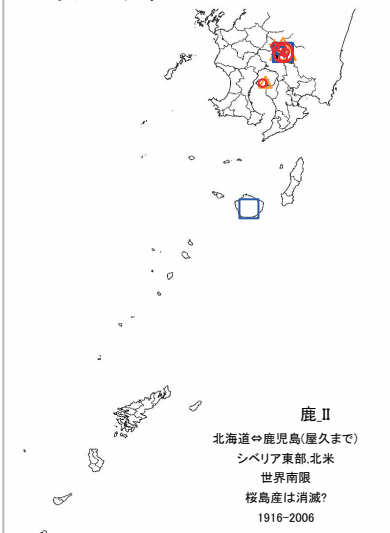 鹿_II
北海道⇔鹿児島(屋久まで)
シベリア東部,北米
世界南限
桜島産は消滅?
1916-2006